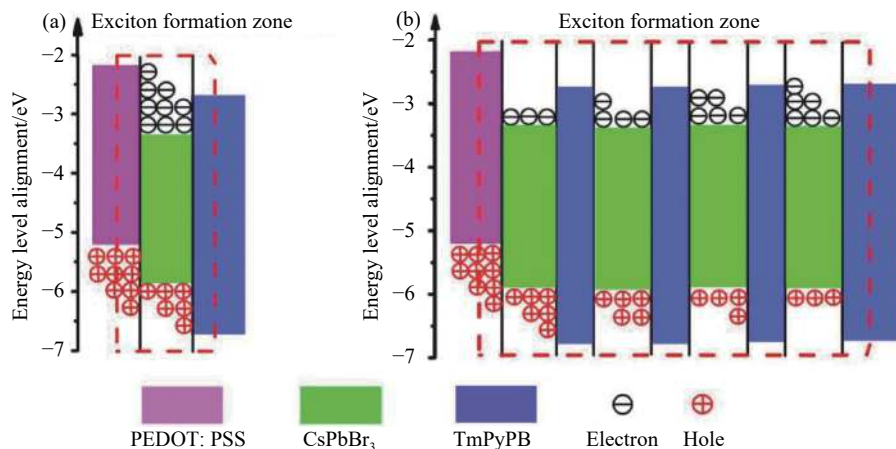 (a) Exciton formation zone
−2
−3
−4
−5
−6
−7
Energy level alignment/eV
(b) Exciton formation zone
−2
−3
−4
−5
−6
−7
Energy level alignment/eV
PEDOT: PSS
CsPbBr₃
TmPyPB
Electron
Hole